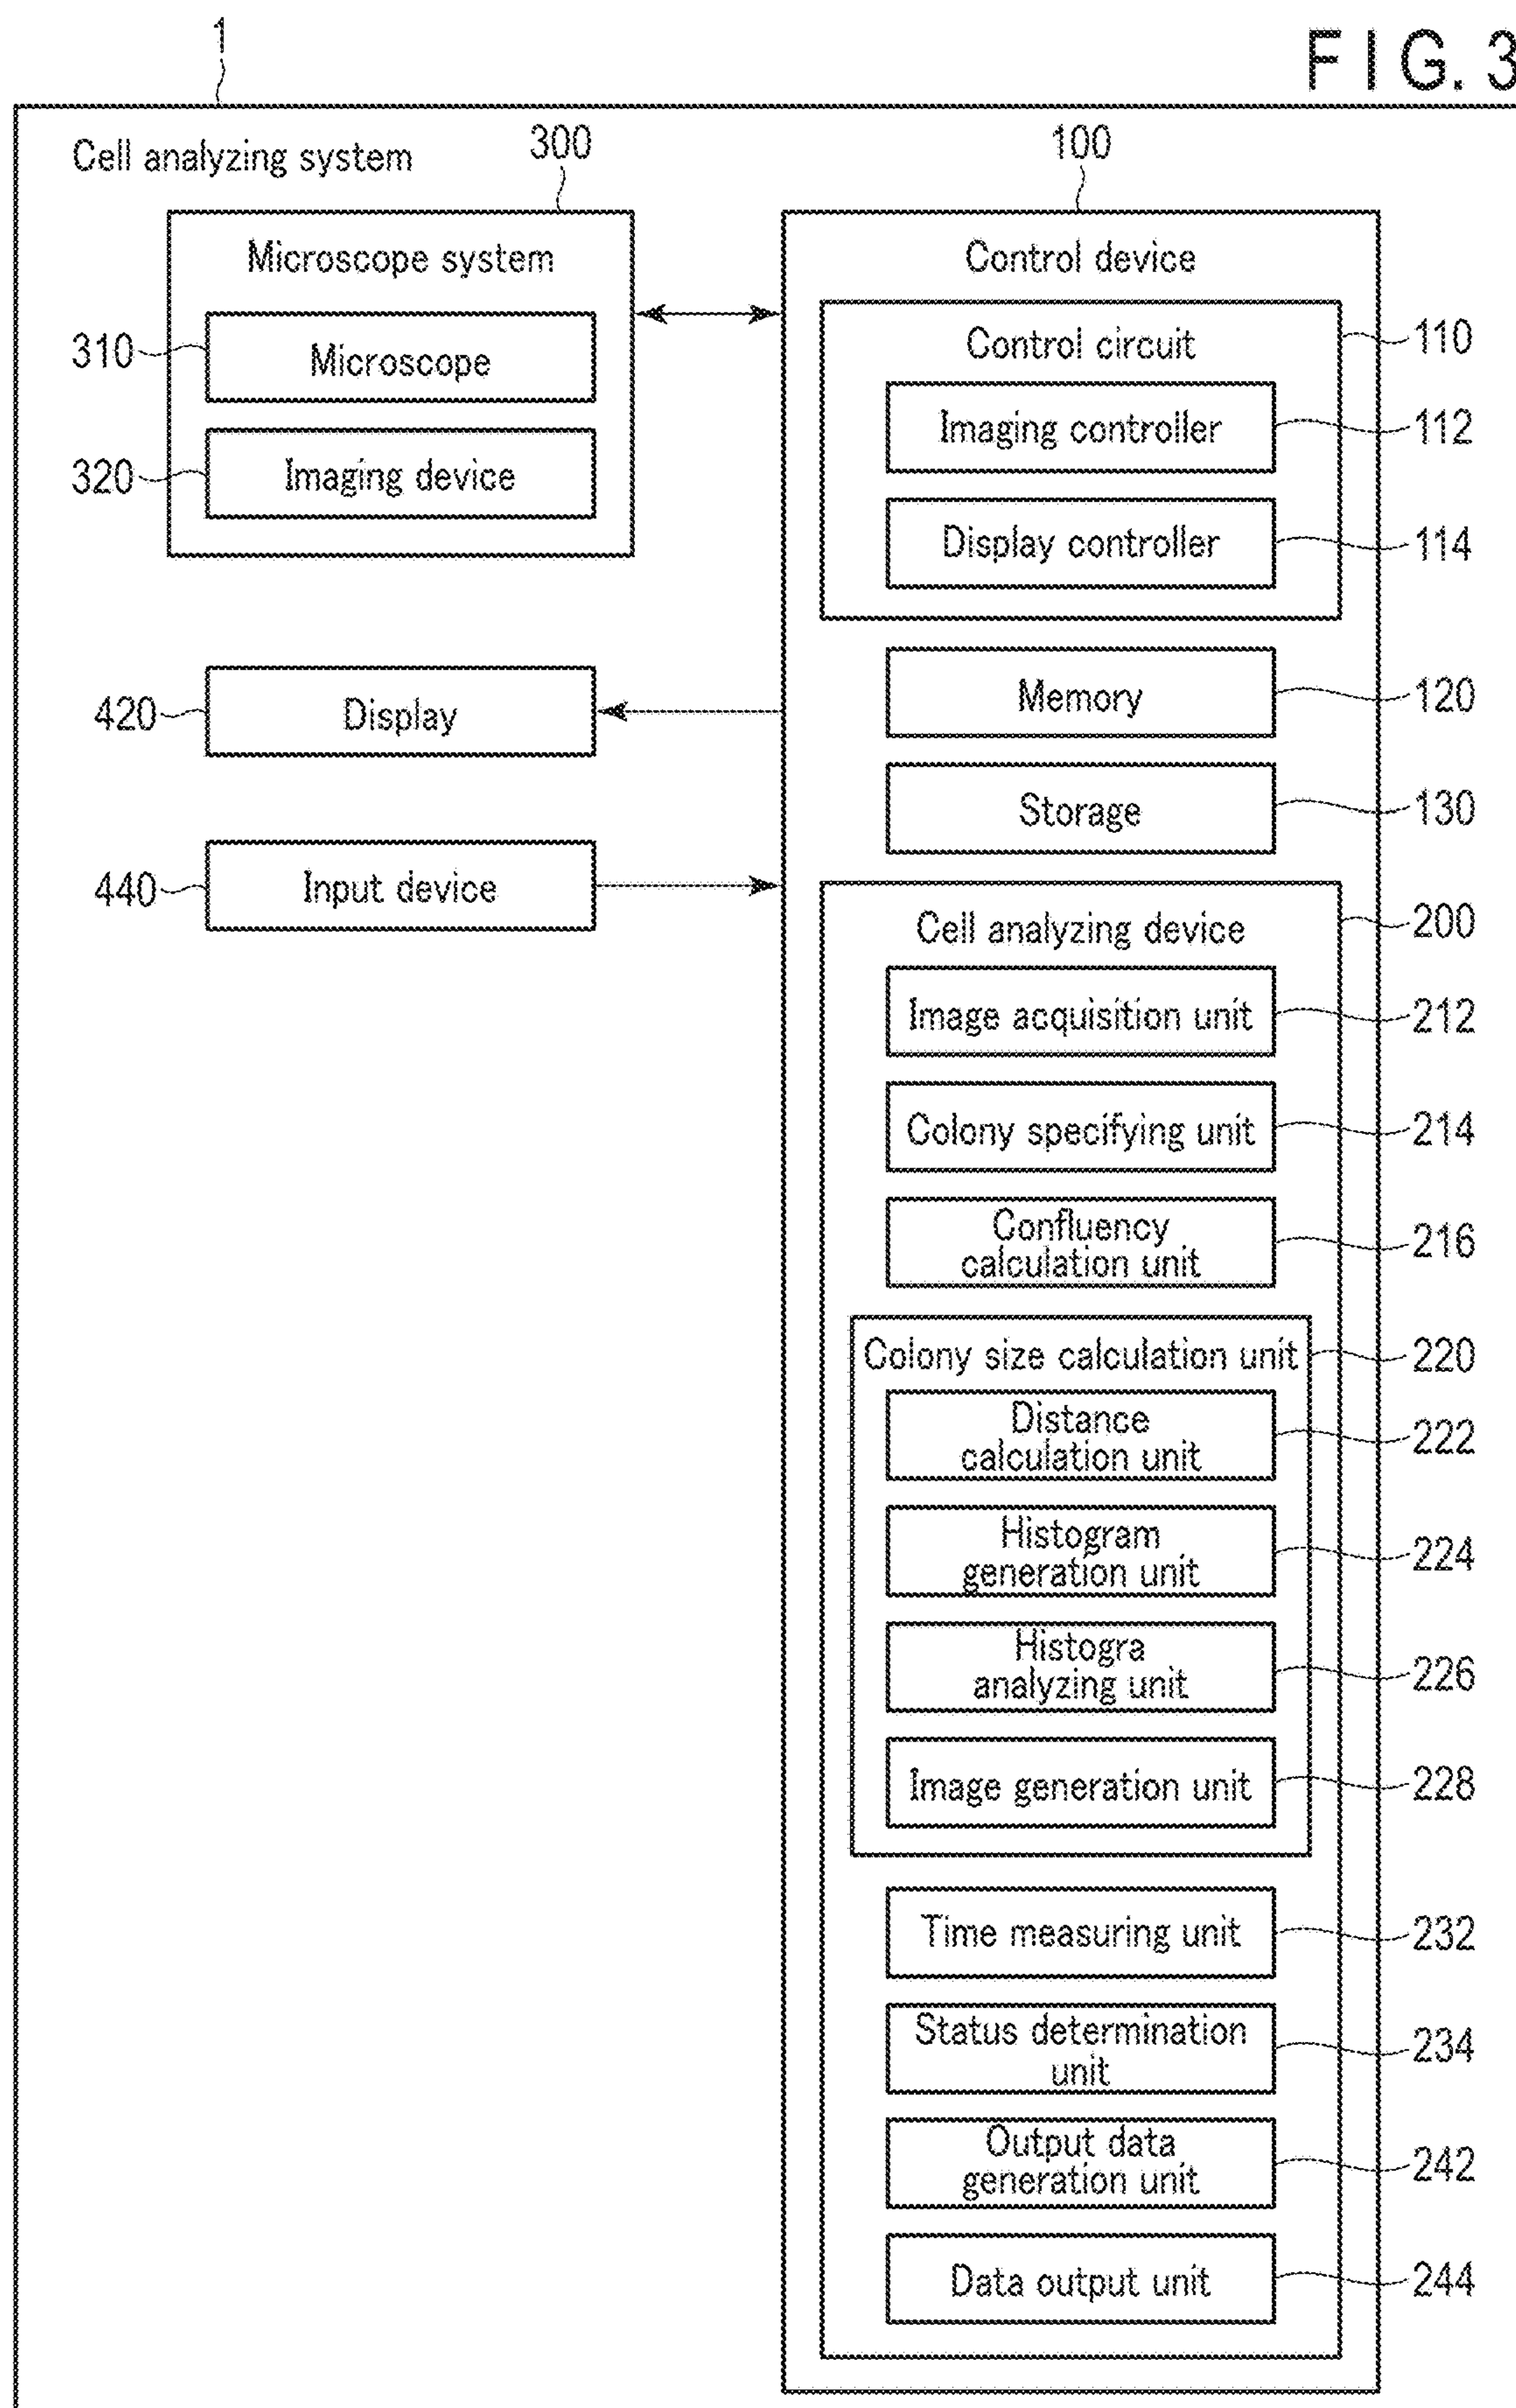 1
FIG. 3
Cell analyzing system
300
100
Microscope system
310
Microscope
320
Imaging device
420
Display
440
Input device
Control device
Control circuit
110
Imaging controller
112
Display controller
114
Memory
120
Storage
130
Cell analyzing device
200
Image acquisition unit
212
Colony specifying unit
214
Confluency
calculation unit
216
Colony size calculation unit
220
Distance
calculation unit
222
Histogram
generation unit
224
Histogra
analyzing unit
226
Image generation unit
228
Time measuring unit
232
Status determination
unit
234
Output data
generation unit
242
Data output unit
244